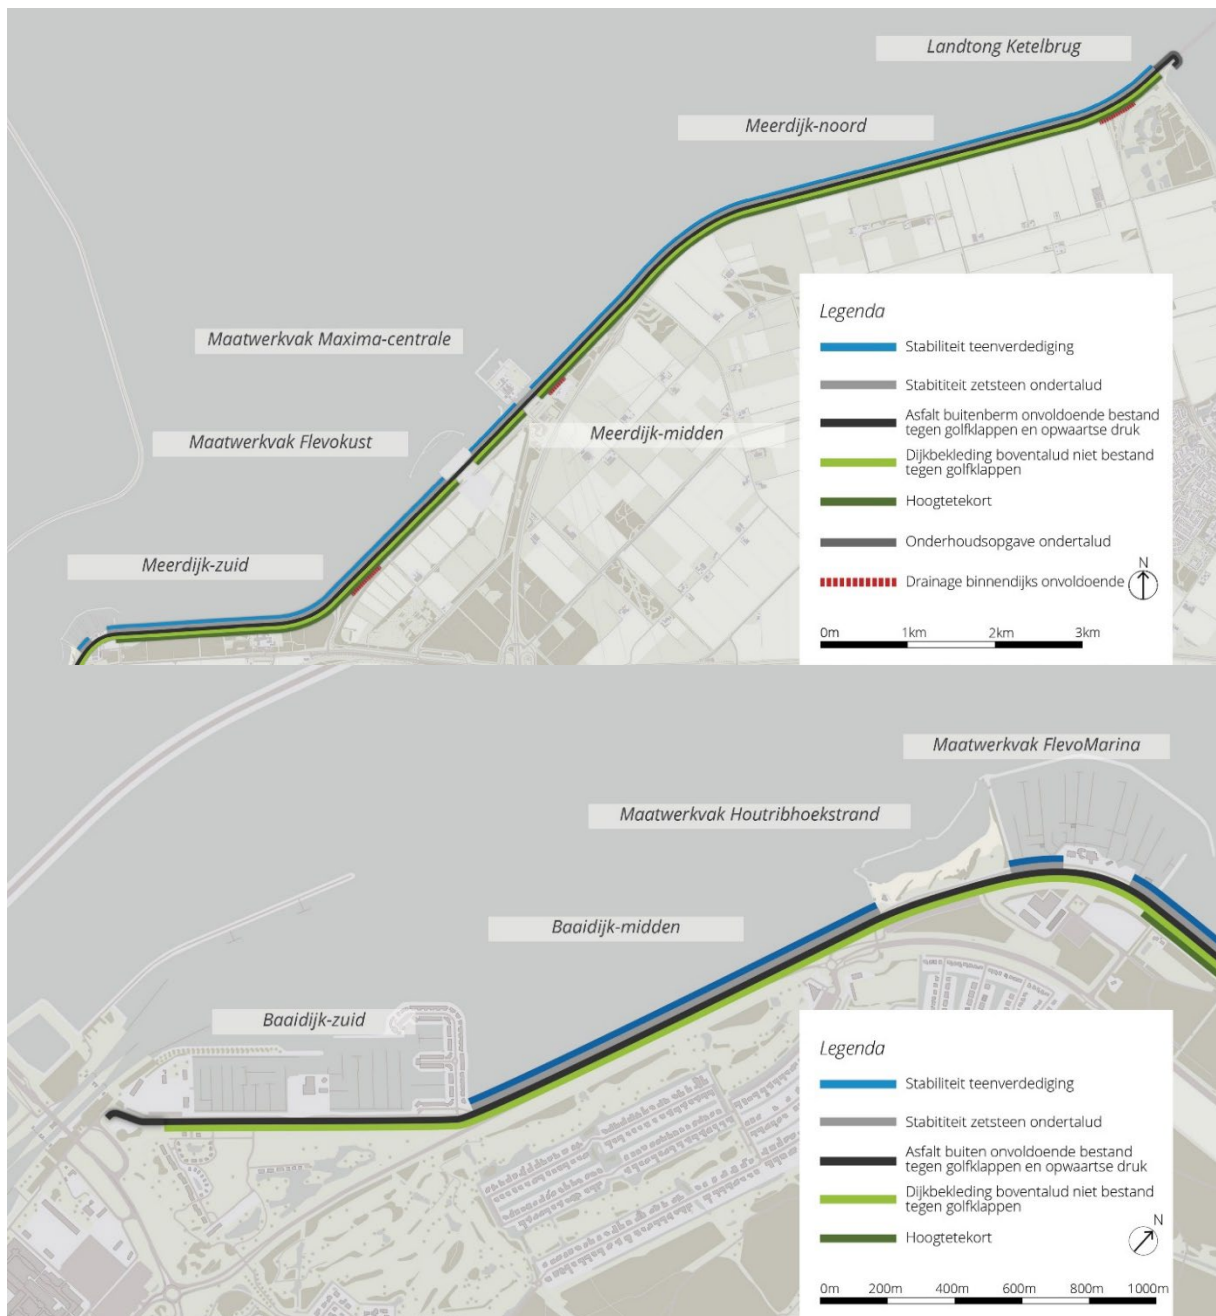 Landtong Ketelbrug
Meerdijk-noord
Maatwerkvak Maxima-centrale
Maatwerkvak Flevokust
Meerdijk-midden
Meerdijk-zuid
Legenda
Stabiliteit teenverdediging
Stabititeit zetsteen ondertalud
Asfalt buitenberm onvoldoende bestand
tegen golfklappen en opwaartse druk
Dijkbekleding boventalud niet bestand
tegen golfklappen
Hoogtetekort
Onderhoudsopgave ondertalud
Drainage binnendijks onvoldoende
N
0m 1km 2km 3km
Maatwerkvak FlevoMarina
Maatwerkvak Houtribhoekstrand
Baaidijk-midden
Baaidijk-zuid
Legenda
Stabiliteit teenverdediging
Stabititeit zetsteen ondertalud
Asfalt buiten onvoldoende bestand
tegen golfklappen en opwaartse druk
Dijkbekleding boventalud niet bestand
tegen golfklappen
Hoogtetekort
N
0m 200m 400m 600m 800m 1000m